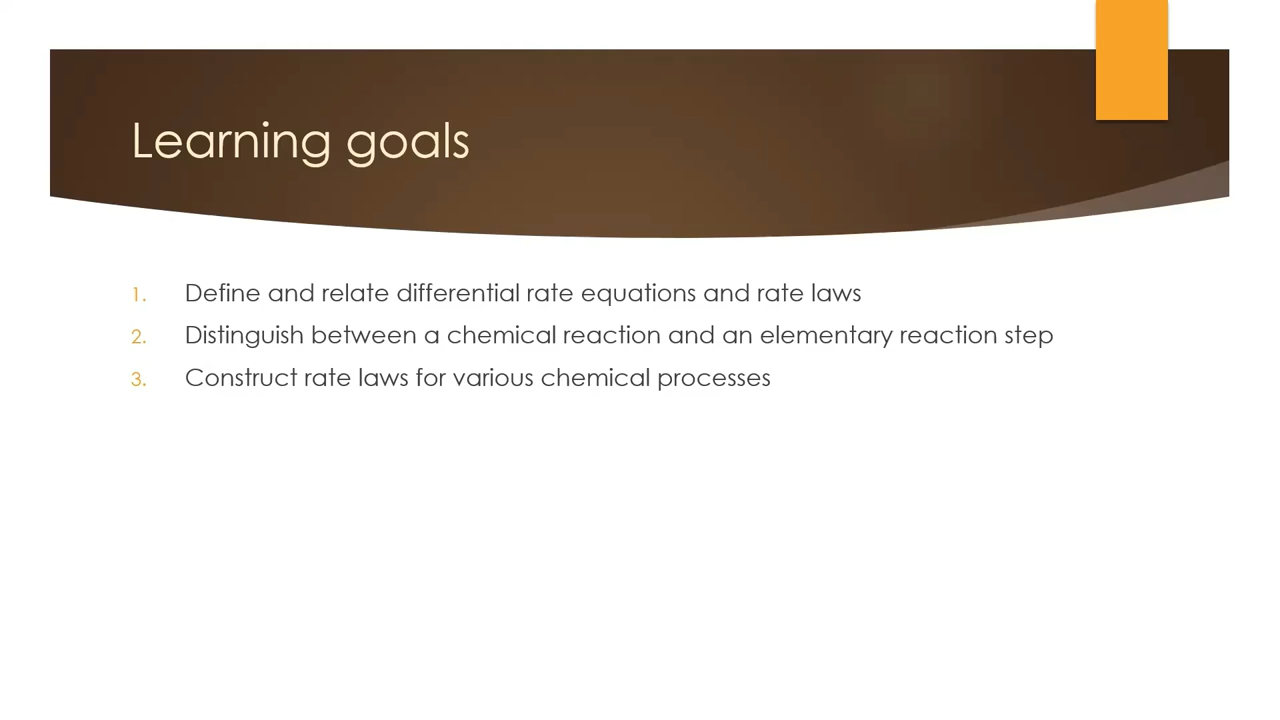 Learning goals
1. Define and relate differential rate equations and rate laws
2. Distinguish between a chemical reaction and an elementary reaction step
3. Construct rate laws for various chemical processes